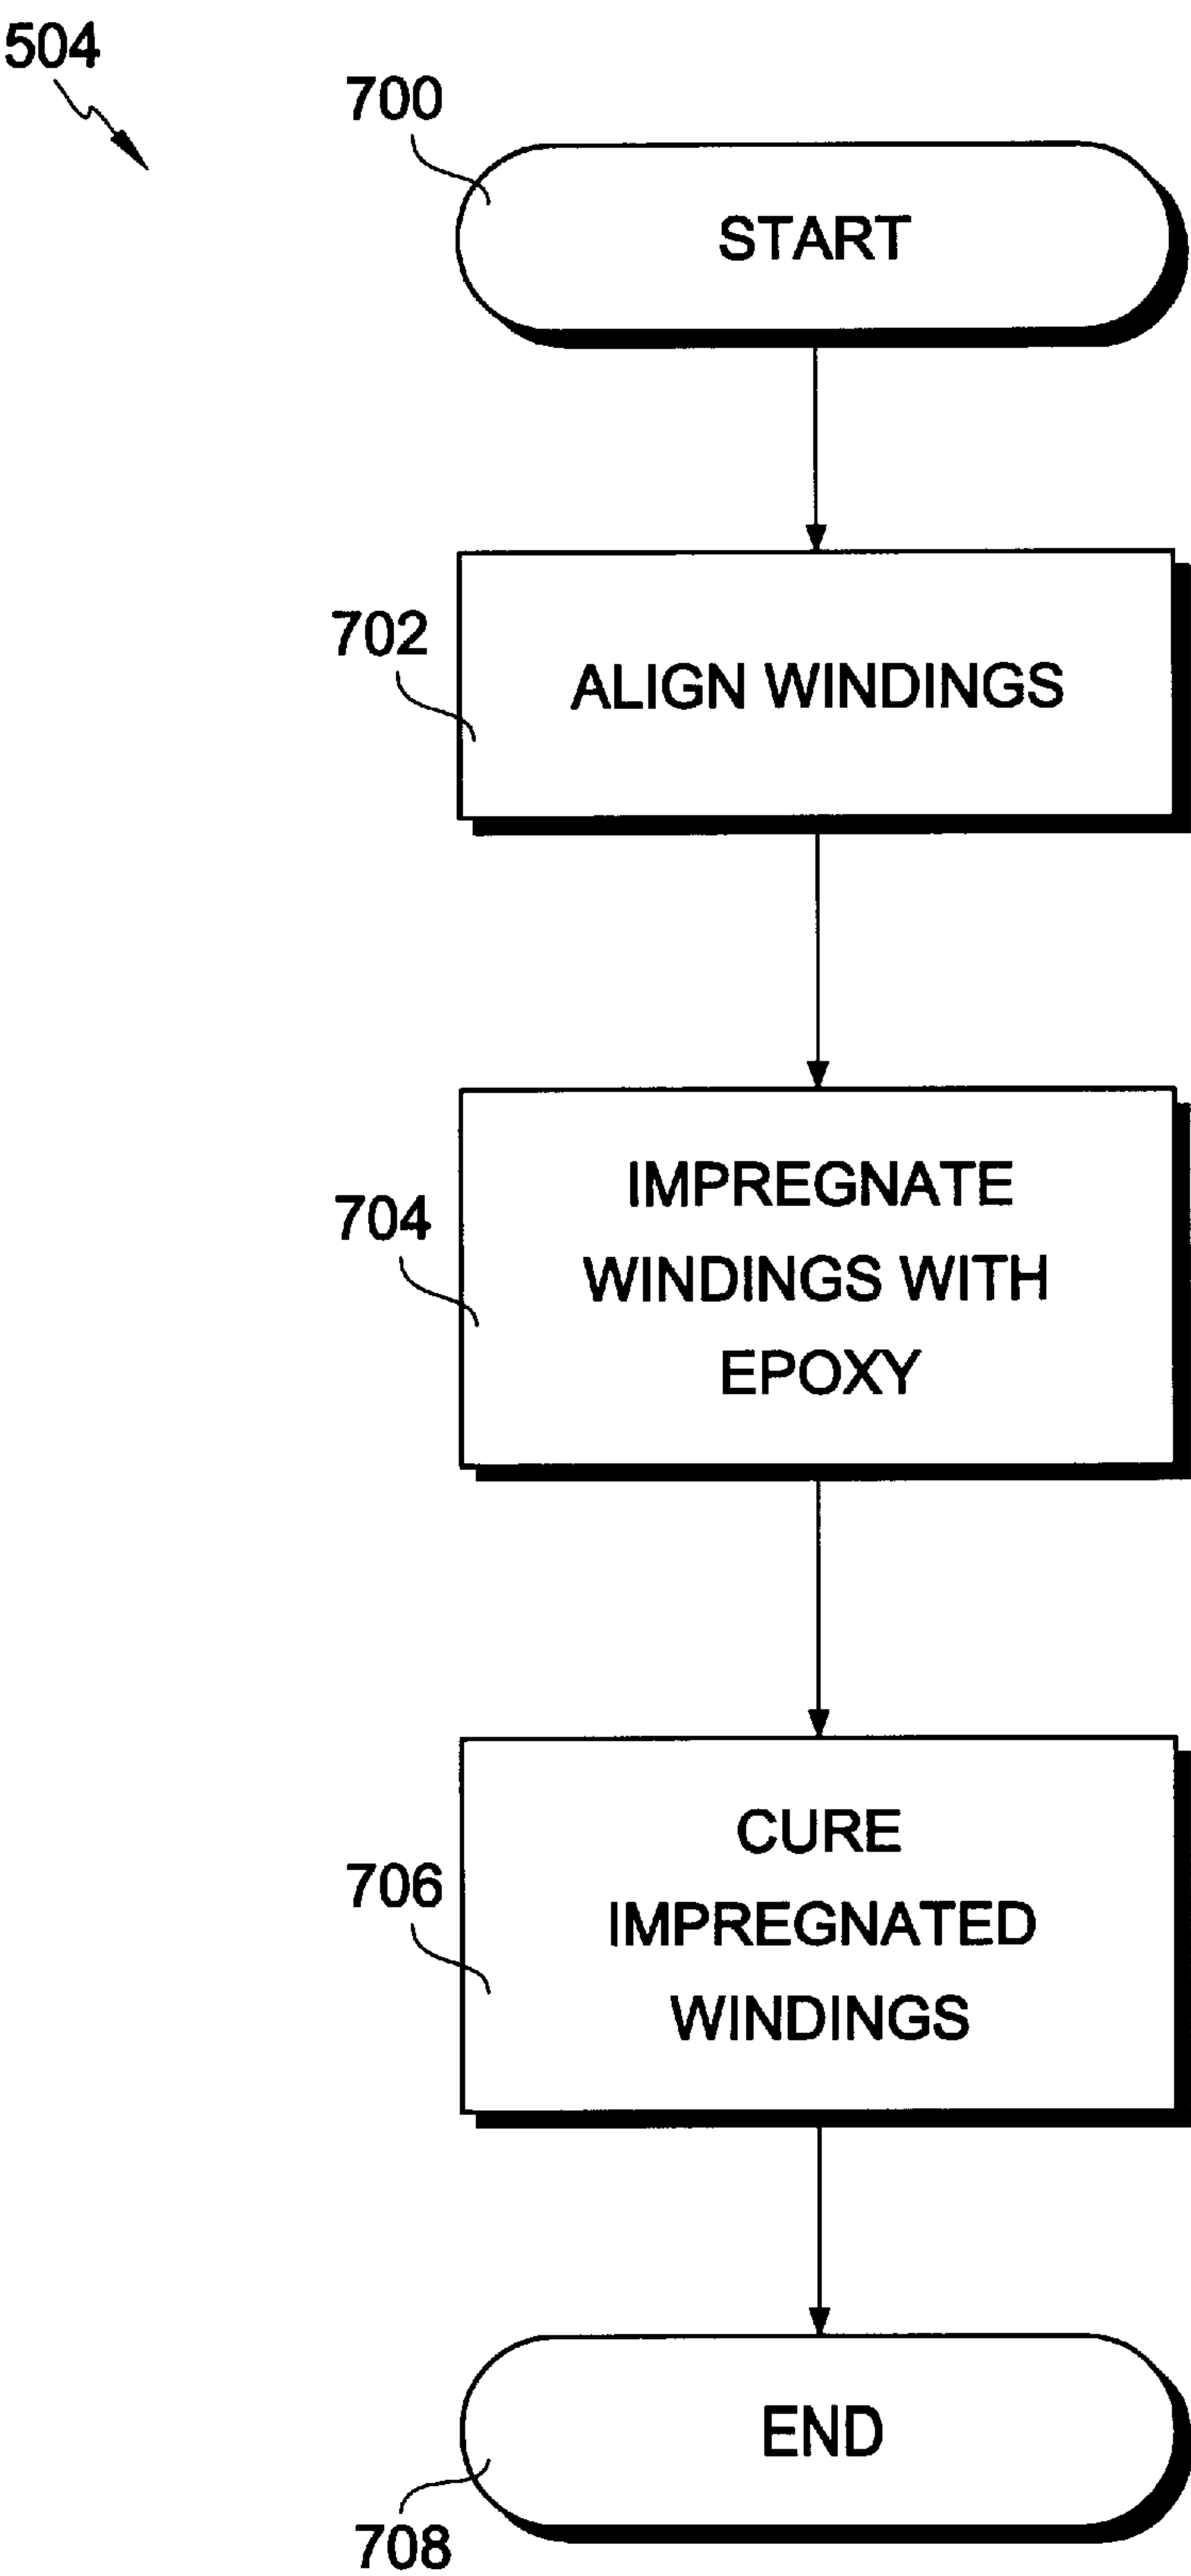 504
700
START
702
ALIGN WINDINGS
704
IMPREGNATE
WINDINGS WITH
EPOXY
706
CURE
IMPREGNATED
WINDINGS
END
708